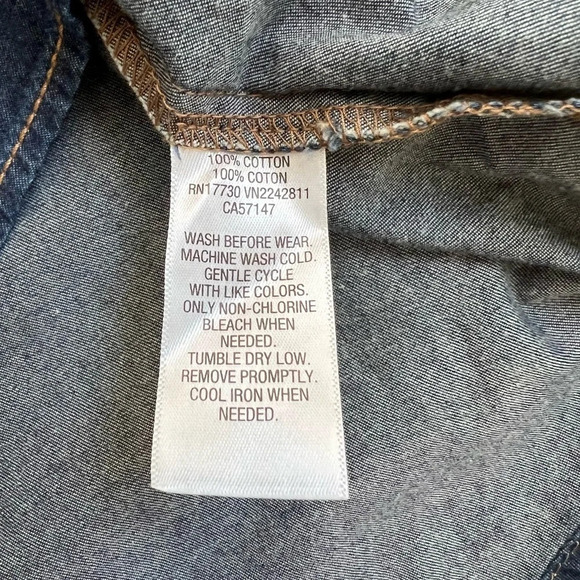 100% COTTON
100% COTON
RN17730 VN2242811
CA57147
WASH BEFORE WEAR.
MACHINE WASH COLD.
GENTLE CYCLE
WITH LIKE COLORS.
ONLY NON-CHLORINE
BLEACH WHEN
NEEDED.
TUMBLE DRY LOW.
REMOVE PROMPTLY.
COOL IRON WHEN
NEEDED.